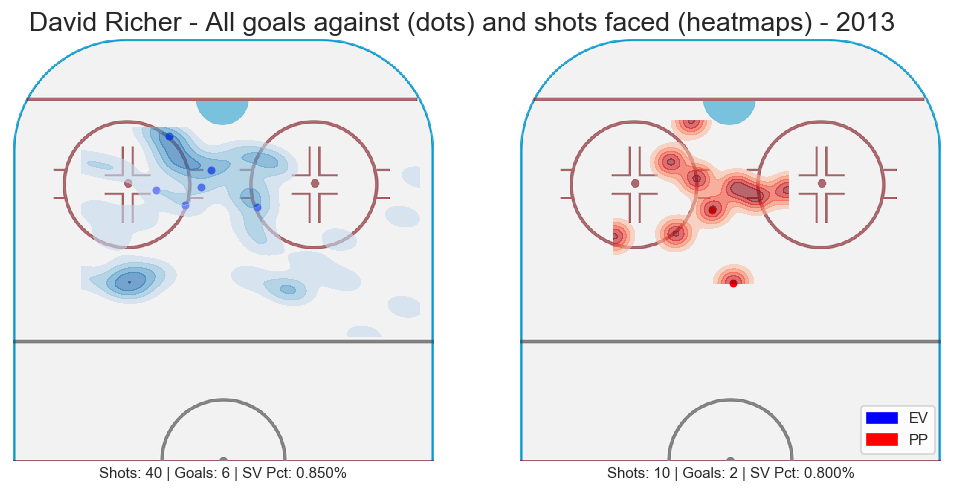 David Richer - All goals against (dots) and shots faced (heatmaps) - 2013
EV
PP
Shots: 40 | Goals: 6 | SV Pct: 0.850%
Shots: 10 | Goals: 2 | SV Pct: 0.800%